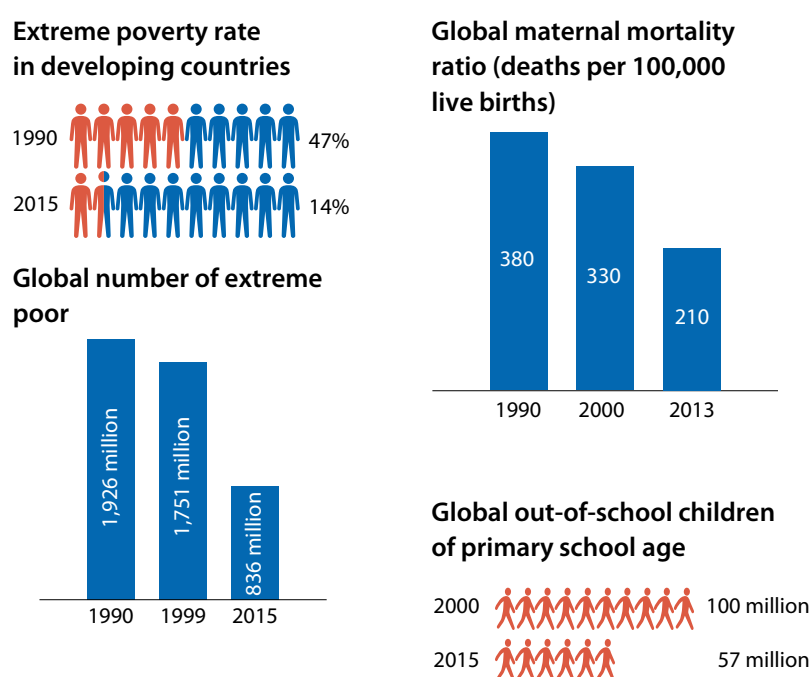 Extreme poverty rate
in developing countries
1990 47%
2015 14%
Global number of extreme
poor
1,926 million
1,751 million
836 million
1990 1999 2015
Global maternal mortality
ratio (deaths per 100,000
live births)
380
330
210
1990 2000 2013
Global out-of-school children
of primary school age
2000 100 million
2015 57 million